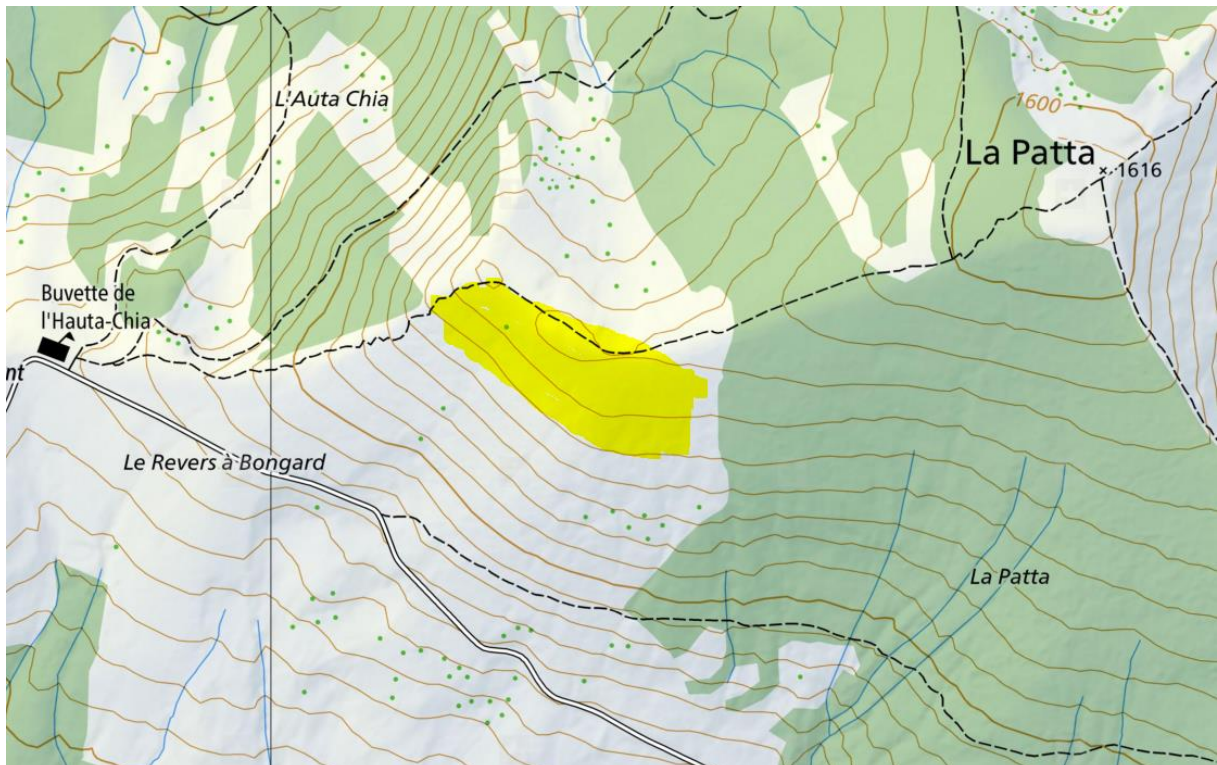 L'Auta Chia
1600
La Patta
1616
Buvette de
l'Hauta-Chia
nt
Le Revers à Bongard
La Patta